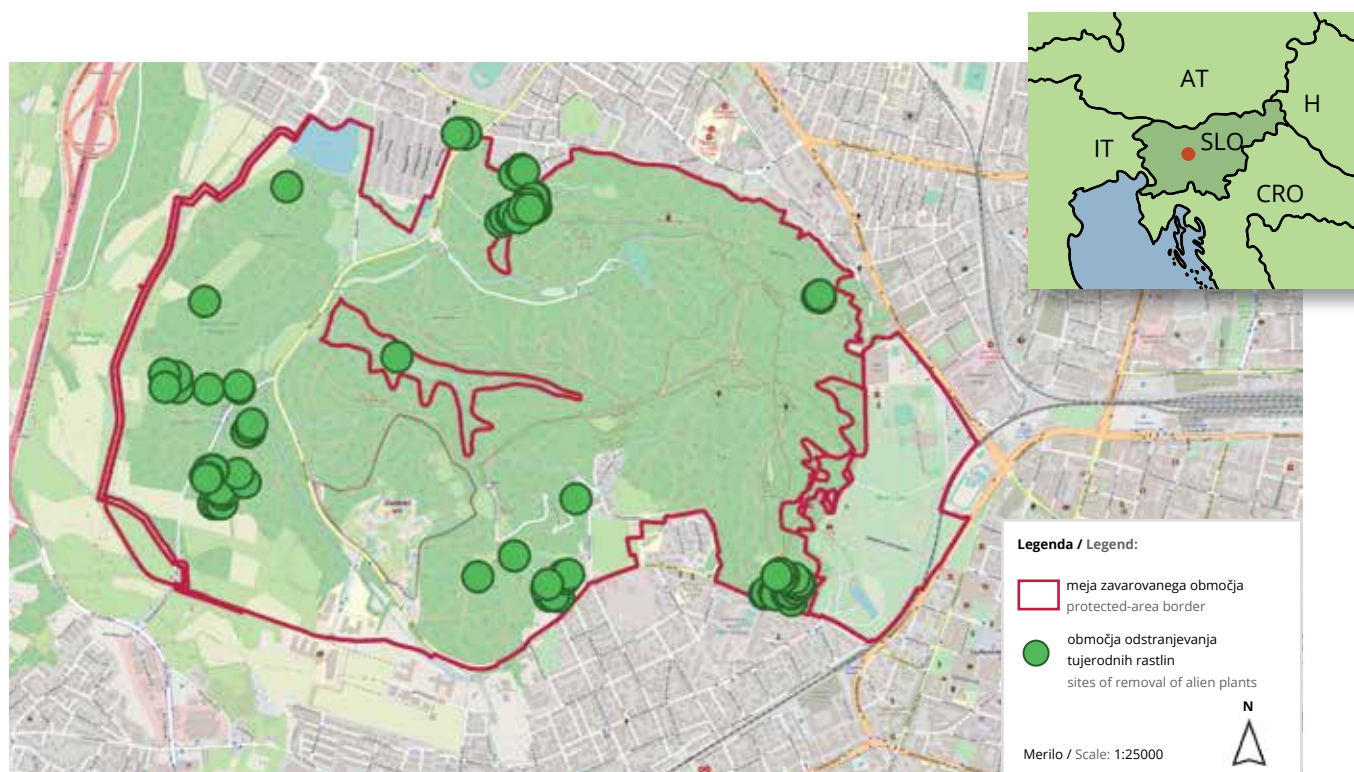 AT
H
SLO
IT
CRO
Legenda / Legend:
meja zavarovanega območja
protected-area border
območja odstranjevanja
tujerodnih rastlin
sites of removal of alien plants
N
Merilo / Scale: 1:25000